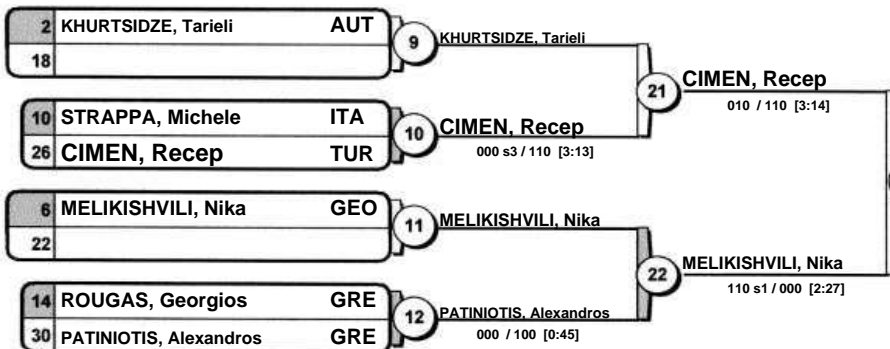 2 KHURTSIDZE, Tarieli AUT
18
9 KHURTSIDZE, Tarieli
10 STRAPPA, Michele ITA
26 CIMEN, Recep TUR
10 CIMEN, Recep
000 s3 / 110 [3:13]
21 CIMEN, Recep
010 / 110 [3:14]
6 MELIKISHVILI, Nika GEO
22
11 MELIKISHVILI, Nika
14 ROUGAS, Georgios GRE
30 PATINIOTIS, Alexandros GRE
12 PATINIOTIS, Alexandros
000 / 100 [0:45]
22 MELIKISHVILI, Nika
110 s1 / 000 [2:27]